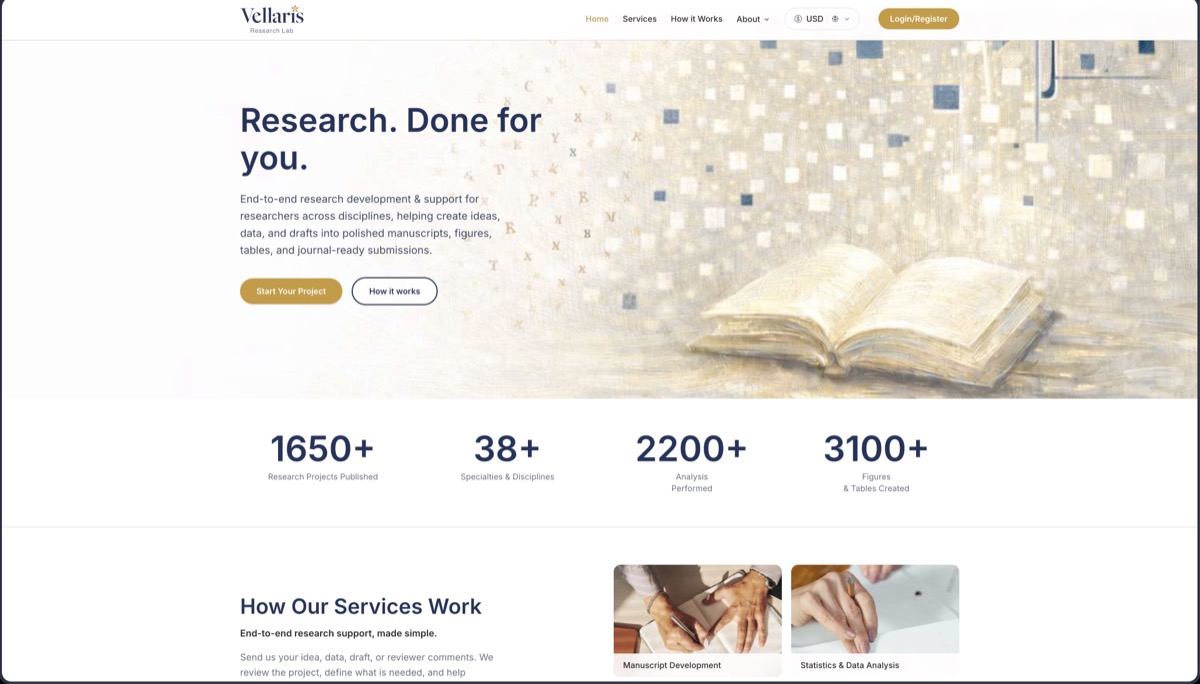 Vellaris
Research Lab
Home
Services
How it Works
About
USD
Login/Register
Research. Done for
you.
End-to-end research development & support for
researchers across disciplines, helping create ideas,
data, and drafts into polished manuscripts, figures,
tables, and journal-ready submissions.
Start Your Project
How it works
1650+
Research Projects Published
38+
Specialties & Disciplines
2200+
Analysis
Performed
3100+
Figures
& Tables Created
How Our Services Work
End-to-end research support, made simple.
Send us your idea, data, draft, or reviewer comments. We
review the project, define what is needed, and help
Manuscript Development
Statistics & Data Analysis